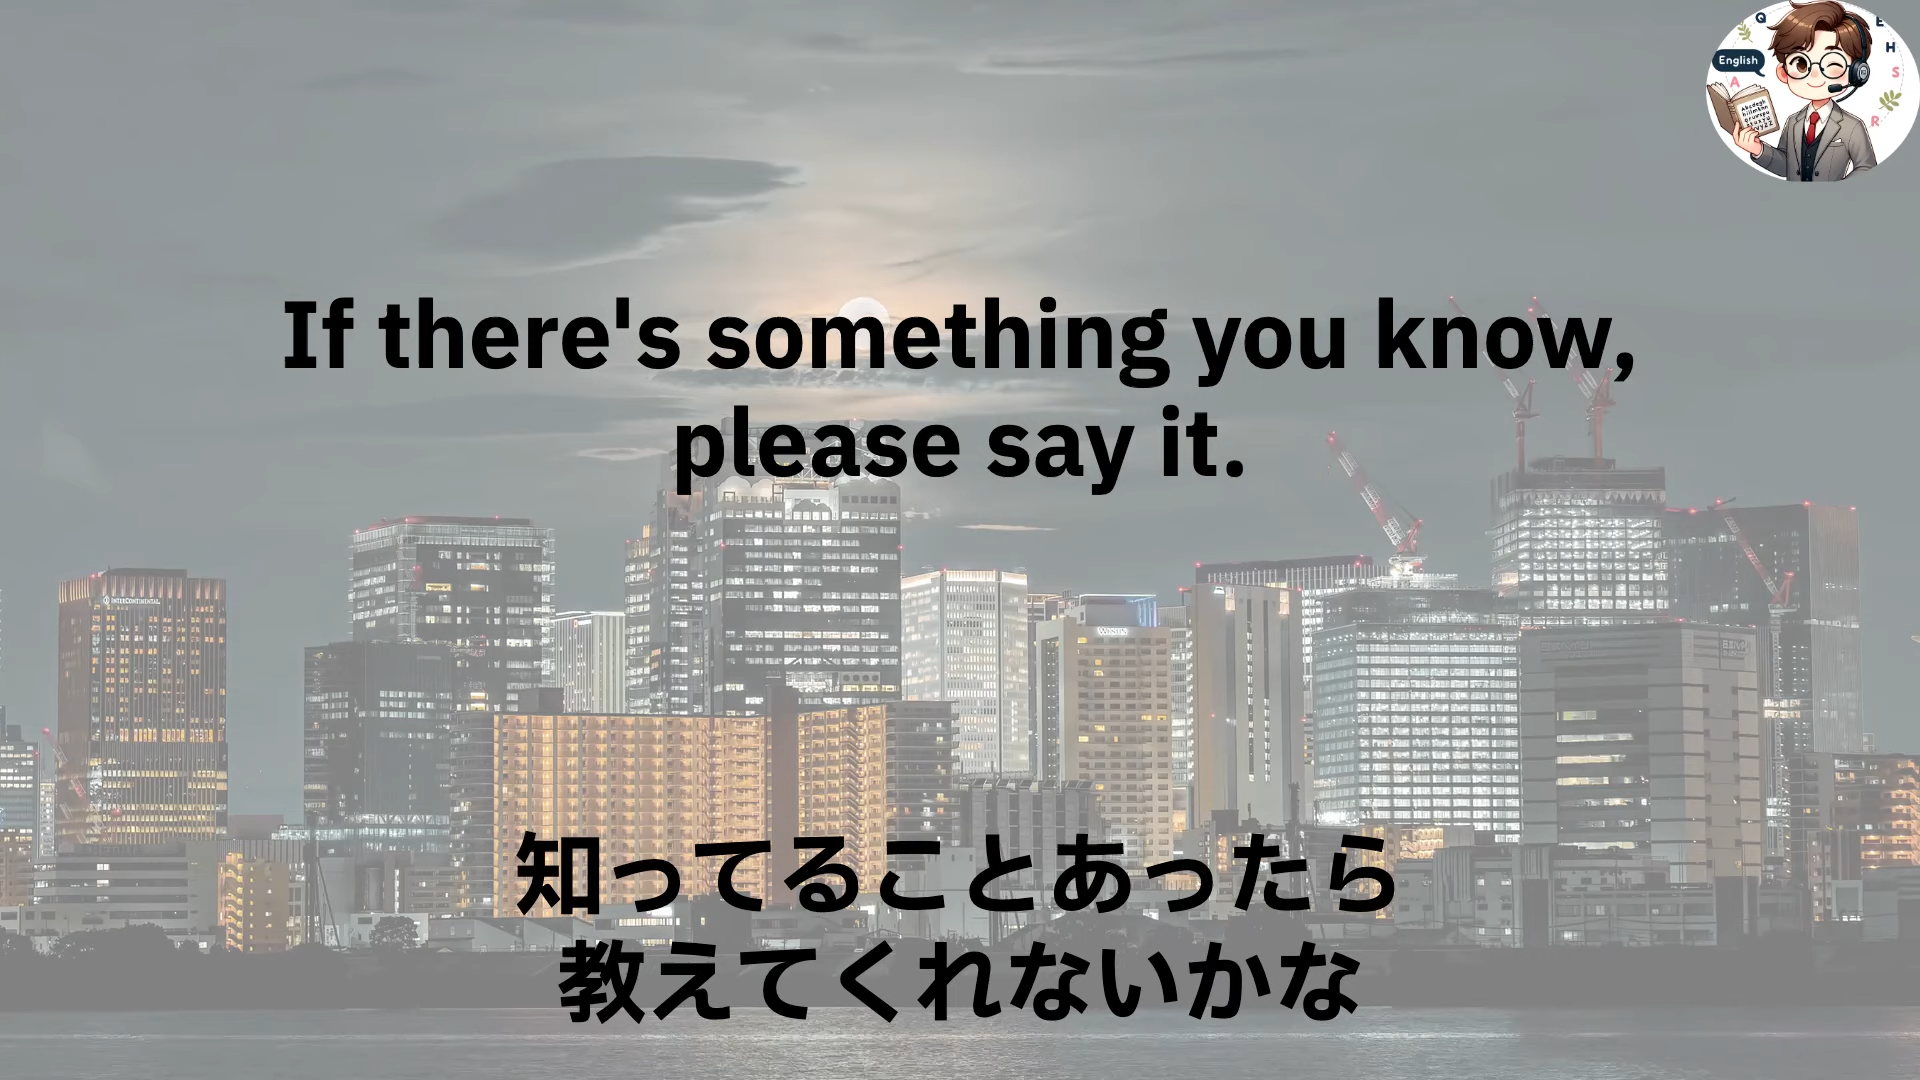 Q
E
H
English
S
A
R
If there's something you know,
please say it.
INTERCONTINENTAL
知ってることあったら
教えてくれないかな